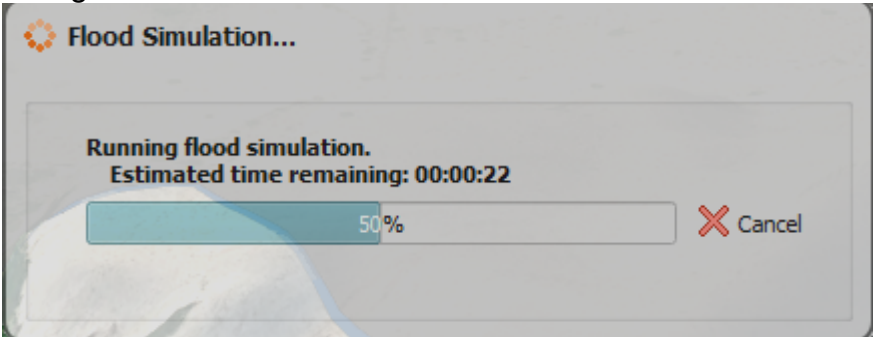 Flood Simulation...
Running flood simulation.
Estimated time remaining: 00:00:22
50%
Cancel